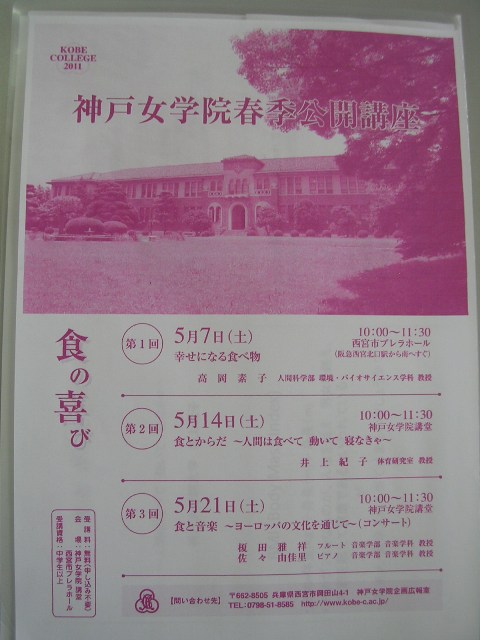 KOBE
COLLEGE
2011
神戸女学院春季公開講座
食の喜び
第1回
5月7日(土)
10:00～11:30
幸せになる食べ物
西宮市プレラホール
(阪急西宮北口駅から南へすぐ)
高岡素子 人間科学部 環境・バイオサイエンス学科 教授
第2回
5月14日(土)
10:00～11:30
食とからだ ～人間は食べて 動いて 寝なきゃ～
神戸女学院講堂
井上紀子 体育研究室 教授
第3回
5月21日(土)
10:00～11:30
食と音楽 ～ヨーロッパの文化を通じて～(コンサート)
神戸女学院講堂
榎田雅祥 フルート 音楽学部 音楽学科 教授
佐々由佳里 ピアノ 音楽学部 音楽学科 教授
受講料:無料(申し込み不要)
会場:神戸女学院 講堂
西宮市プレラホール
受講資格:中学生以上
【問い合わせ先】
〒662-8505 兵庫県西宮市岡田山4-1 神戸女学院企画広報室
TEL:0798-51-8585 http://www.kobe-c.ac.jp/